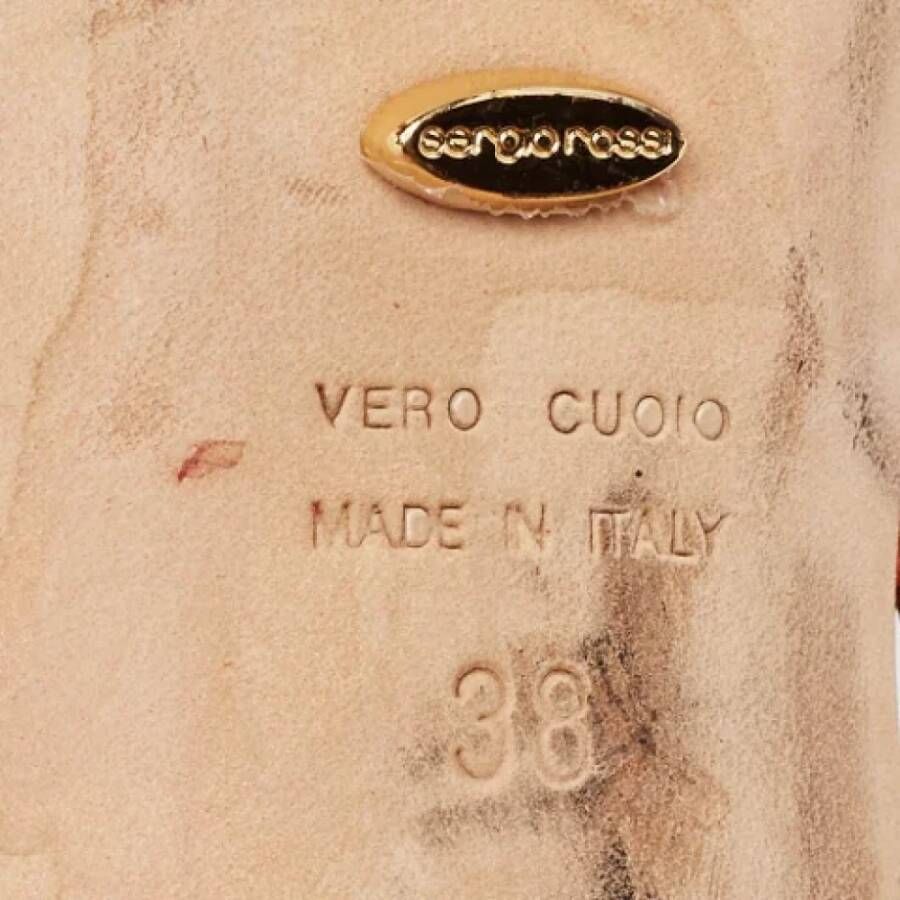 sergio rossi
VERO CUOIO
MADE IN ITALY
38